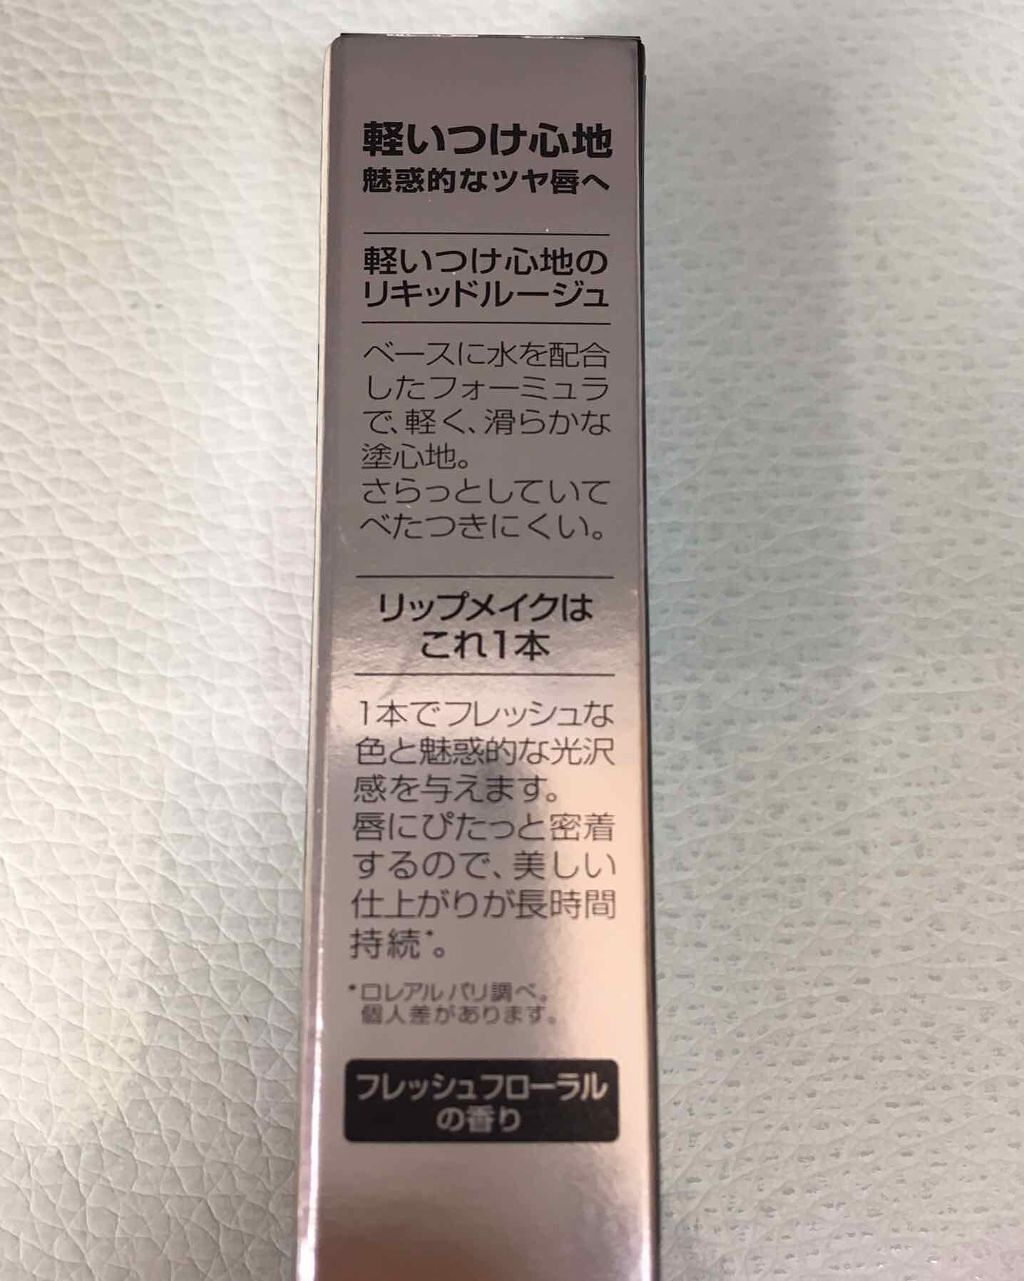 軽いつけ心地
魅惑的なツヤ唇へ
軽いつけ心地の
リキッドルージュ
ベースに水を配合
したフォーミュラ
で、軽く、滑らかな
塗心地。
さらっとしていて
べたつきにくい。
リップメイクは
これ1本
1本でフレッシュな
色と魅惑的な光沢
感を与えます。
唇にぴたっと密着
するので、美しい
仕上がりが長時間
持続*。
*ロレアル パリ調べ。
個人差があります。
フレッシュフローラル
の香り